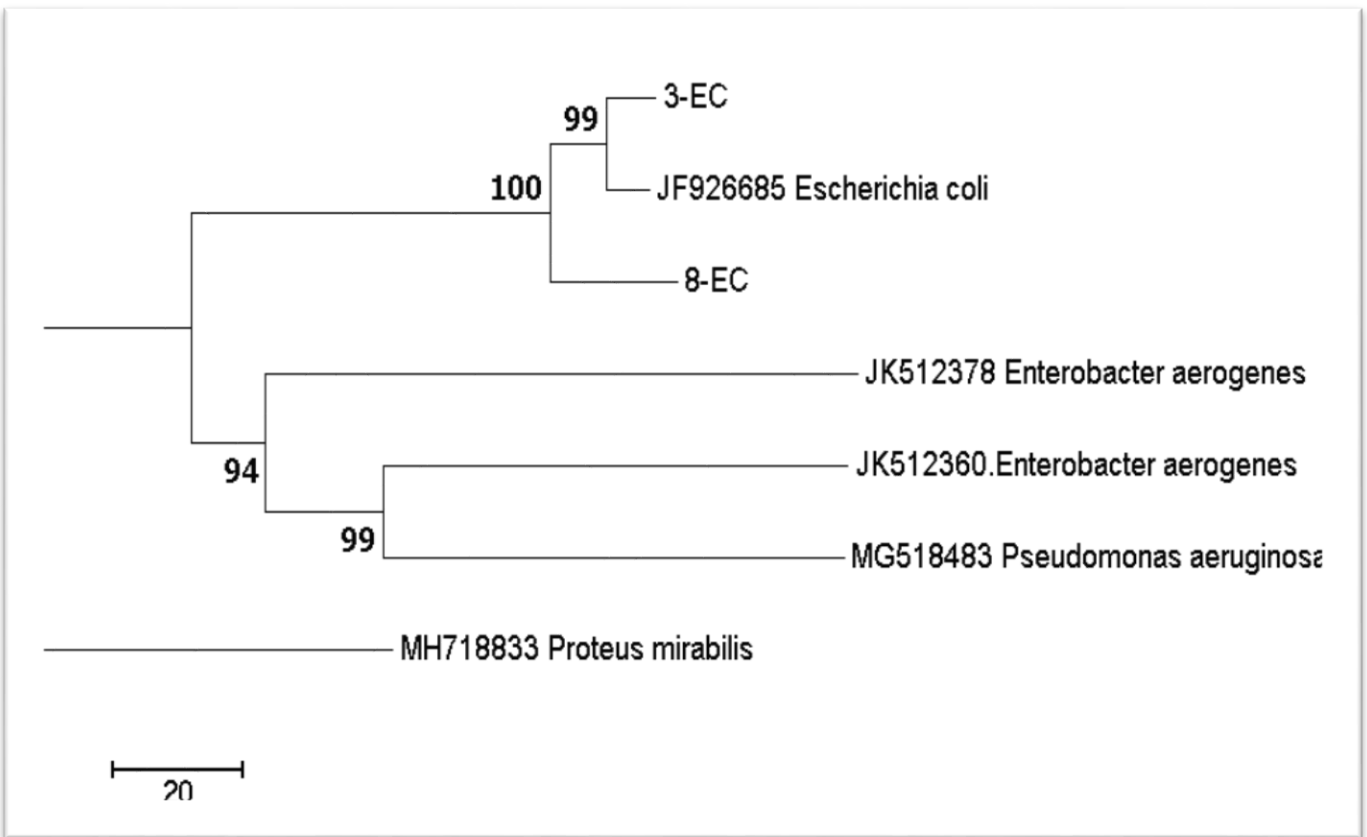 3-EC
99
JF926685 Escherichia coli
100
8-EC
JK512378 Enterobacter aerogenes
JK512360.Enterobacter aerogenes
94
99
MG518483 Pseudomonas aeruginosa
MH718833 Proteus mirabilis
20